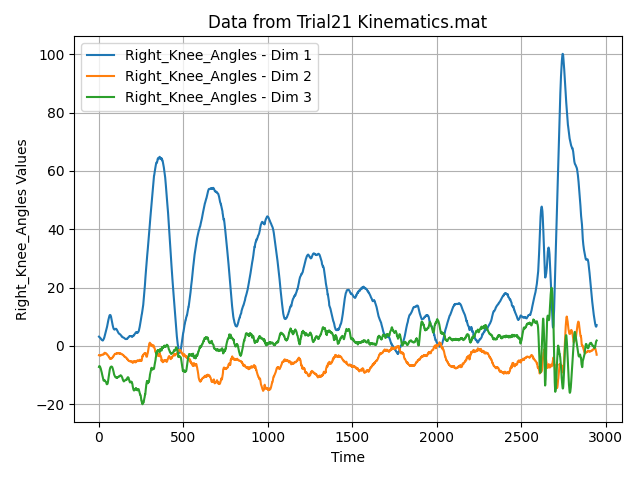 Data from Trial21 Kinematics.mat
Right_Knee_Angles - Dim 1
Right_Knee_Angles - Dim 2
Right_Knee_Angles - Dim 3
Right_Knee_Angles Values
100
80
60
40
20
0
−20
0 500 1000 1500 2000 2500 3000
Time